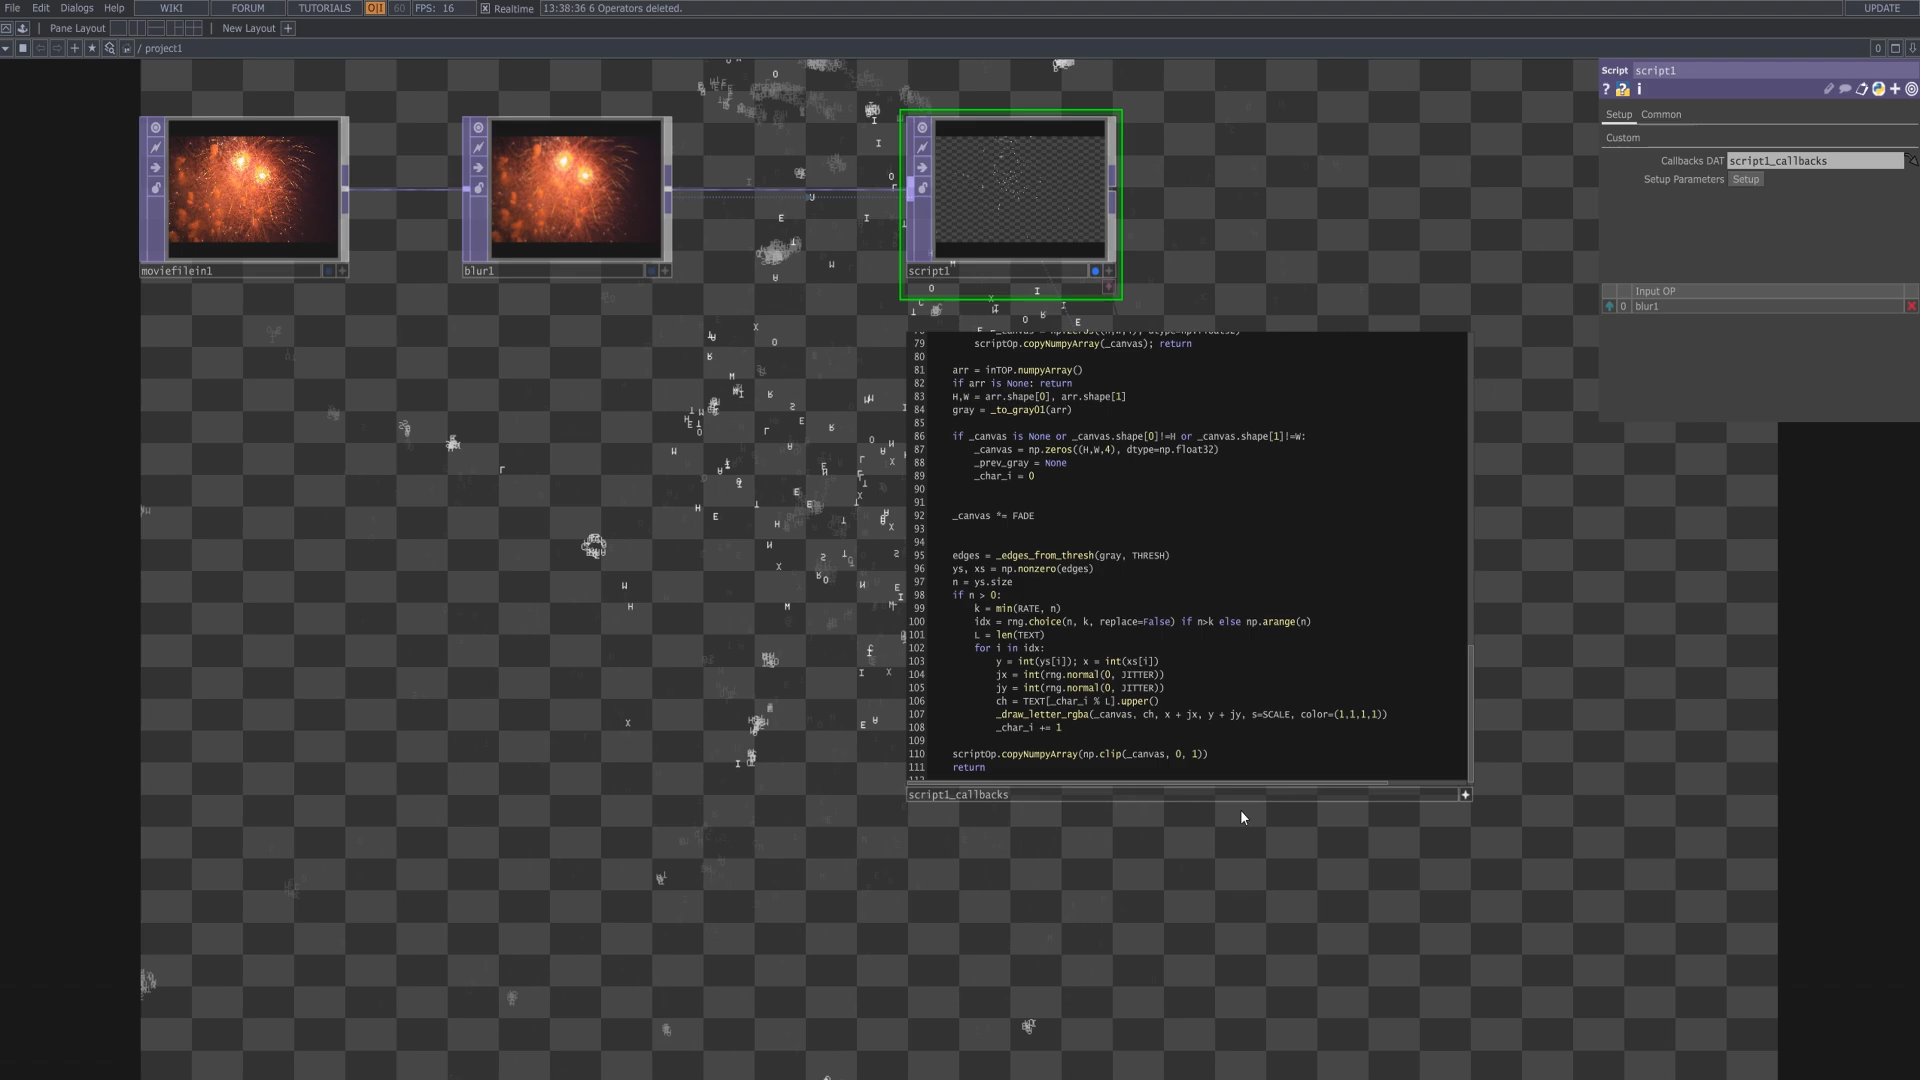 File Edit Dialogs Help WIKI FORUM TUTORIALS O|I 60 FPS: 16 Realtime 13:38:36 6 Operators deleted. UPDATE
Pane Layout New Layout +
/ project1 0
Script script1
? i
Setup Common
Custom
Callbacks DAT script1_callbacks
Setup Parameters Setup
Input OP
0 blur1
moviefilein1
blur1
script1
79 scriptOp.copyNumpyArray(_canvas); return
80
81 arr = inTOP.numpyArray()
82 if arr is None: return
83 H,W = arr.shape[0], arr.shape[1]
84 gray = _to_gray01(arr)
85
86 if _canvas is None or _canvas.shape[0]!=H or _canvas.shape[1]!=W:
87 _canvas = np.zeros((H,W,4), dtype=np.float32)
88 _prev_gray = None
89 _char_i = 0
90
91
92 _canvas *= FADE
93
94
95 edges = _edges_from_thresh(gray, THRESH)
96 ys, xs = np.nonzero(edges)
97 n = ys.size
98 if n > 0:
99 k = min(RATE, n)
100 idx = rng.choice(n, k, replace=False) if n>k else np.arange(n)
101 L = len(TEXT)
102 for i in idx:
103 y = int(ys[i]); x = int(xs[i])
104 jx = int(rng.normal(0, JITTER))
105 jy = int(rng.normal(0, JITTER))
106 ch = TEXT[_char_i % L].upper()
107 _draw_letter_rgba(_canvas, ch, x + jx, y + jy, s=SCALE, color=(1,1,1,1))
108 _char_i += 1
109
110 scriptOp.copyNumpyArray(np.clip(_canvas, 0, 1))
111 return
script1_callbacks